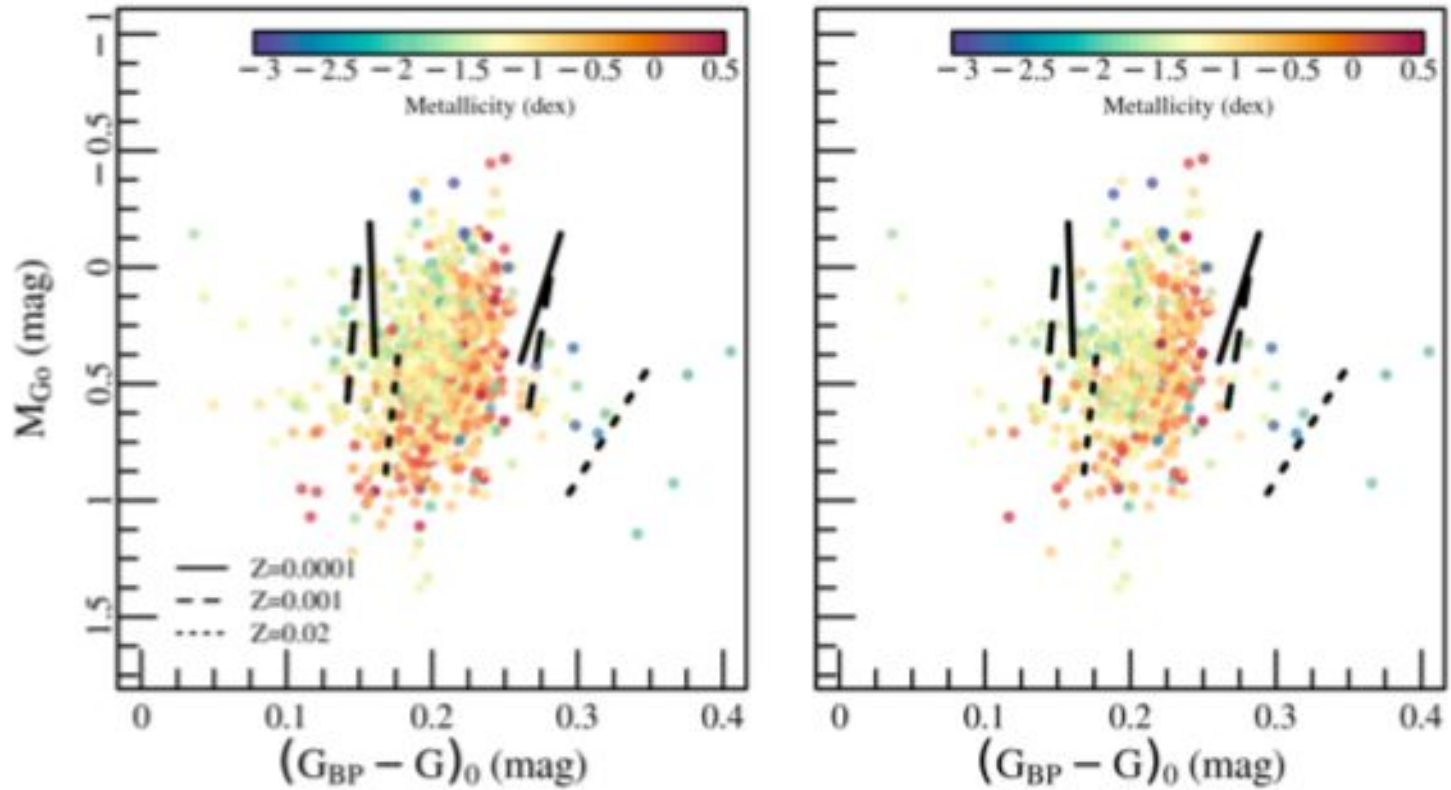 −3 −2.5 −2 −1.5 −1 −0.5 0 0.5
Metallicity (dex)
−1
−0.5
0
0.5
1
1.5
M_G0 (mag)
Z=0.0001
Z=0.001
Z=0.02
0 0.1 0.2 0.3 0.4
(G_BP − G)_0 (mag)
−3 −2.5 −2 −1.5 −1 −0.5 0 0.5
Metallicity (dex)
0 0.1 0.2 0.3 0.4
(G_BP − G)_0 (mag)